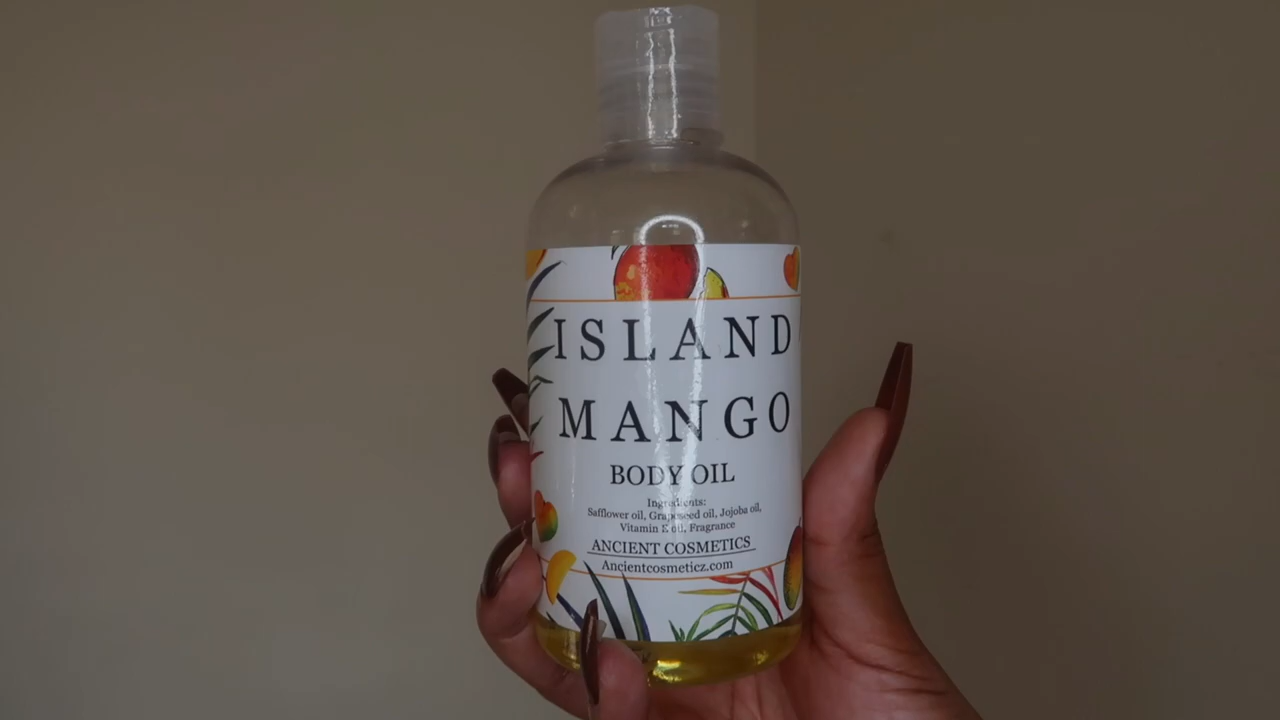 ISLAND
MANGO
BODY OIL
Ingredients:
Safflower oil, Grapeseed oil, Jojoba oil,
Vitamin E oil, Fragrance
ANCIENT COSMETICS
Ancientcosmeticz.com